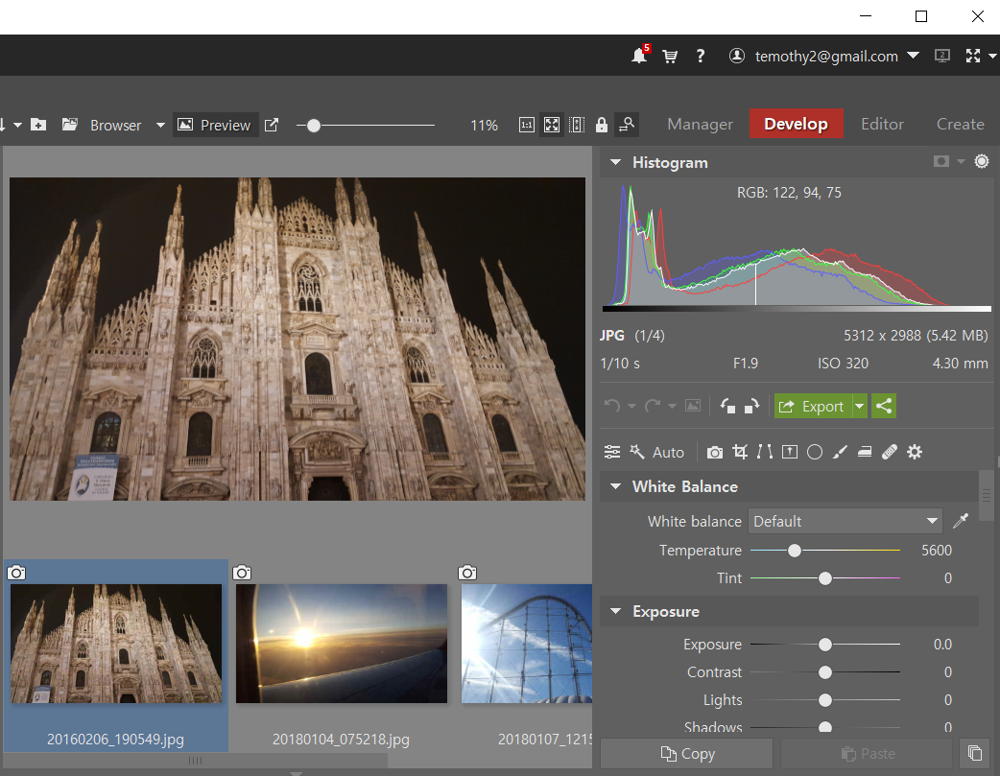 5
temothy2@gmail.com
2
Browser
Preview
11%
1:1
Manager
Develop
Editor
Create
Histogram
RGB: 122, 94, 75
JPG (1/4)
5312 x 2988 (5.42 MB)
1/10 s
F1.9
ISO 320
4.30 mm
Export
Auto
White Balance
White balance
Default
Temperature
5600
Tint
0
Exposure
Exposure
0.0
Contrast
0
Lights
0
Shadows
0
20160206_190549.jpg
20180104_075218.jpg
20180107_1215
Copy
Paste